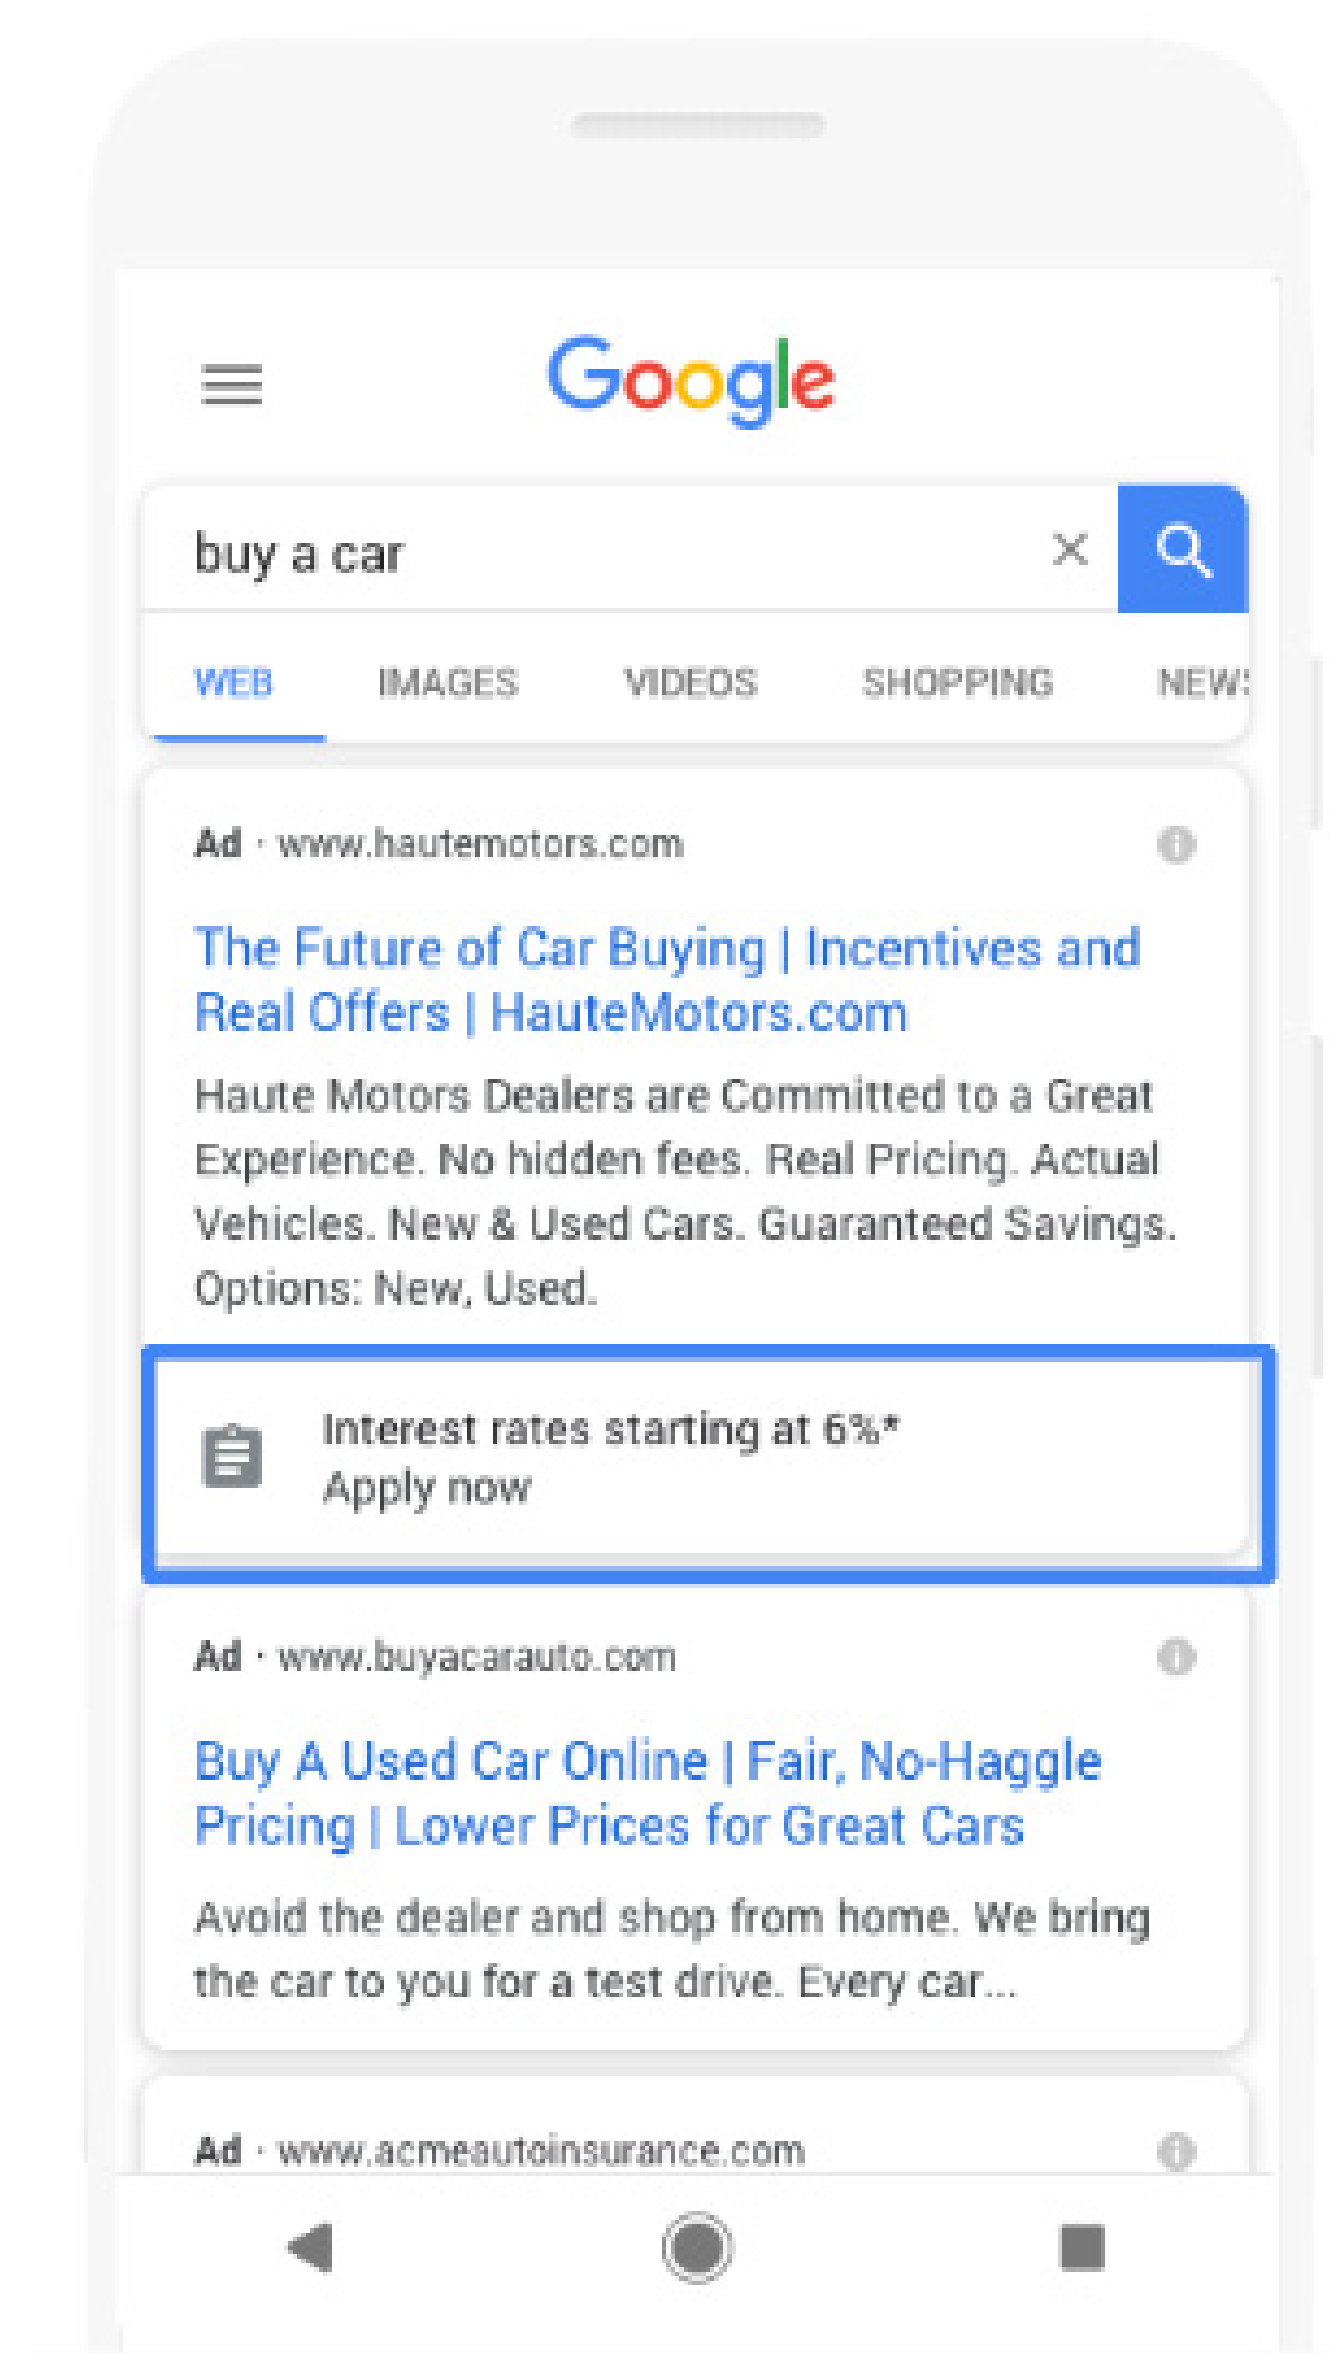 Google
buy a car
WEB IMAGES VIDEOS SHOPPING NEWS
Ad · www.hautemotors.com
The Future of Car Buying | Incentives and
Real Offers | HauteMotors.com
Haute Motors Dealers are Committed to a Great
Experience. No hidden fees. Real Pricing. Actual
Vehicles. New & Used Cars. Guaranteed Savings.
Options: New, Used.
Interest rates starting at 6%*
Apply now
Ad · www.buyacarauto.com
Buy A Used Car Online | Fair, No-Haggle
Pricing | Lower Prices for Great Cars
Avoid the dealer and shop from home. We bring
the car to you for a test drive. Every car...
Ad · www.acmeautoinsurance.com